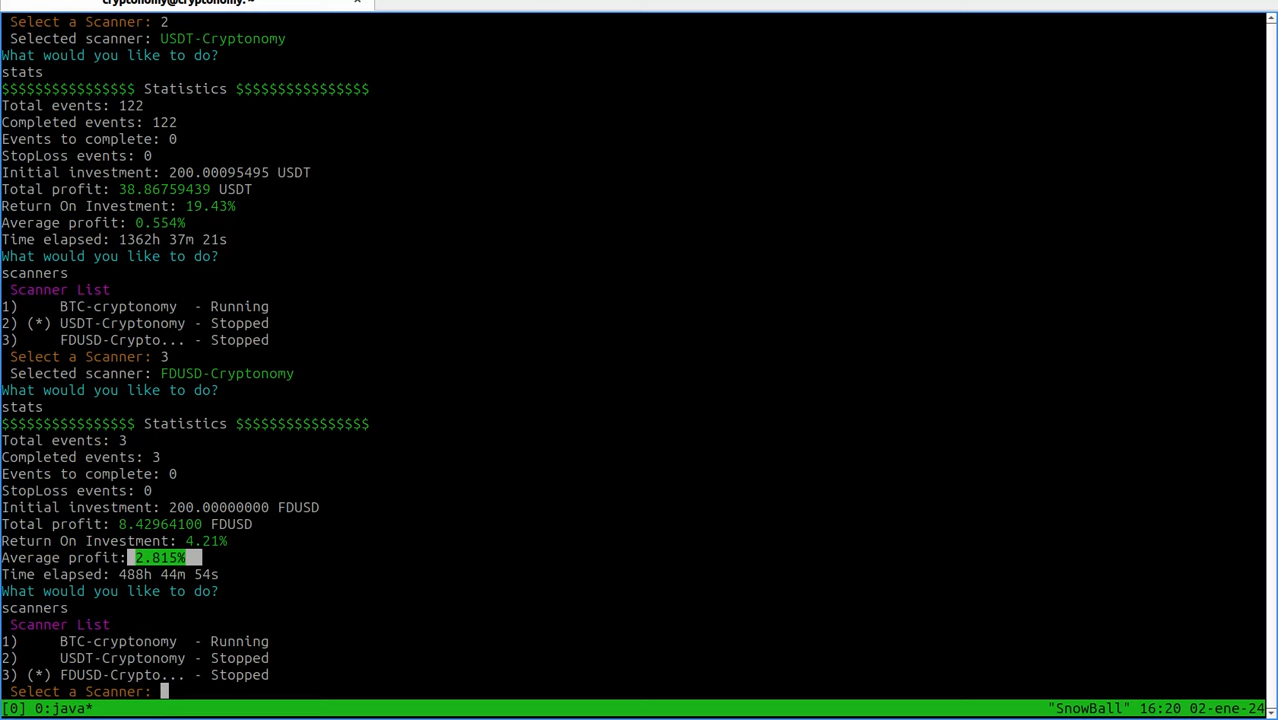 cryptonomy@cryptonomy: ~
Select a Scanner: 2
Selected scanner: USDT-Cryptonomy
What would you like to do?
stats
$$$$$$$$$$$$$$$$ Statistics $$$$$$$$$$$$$$$$
Total events: 122
Completed events: 122
Events to complete: 0
StopLoss events: 0
Initial investment: 200.00095495 USDT
Total profit: 38.86759439 USDT
Return On Investment: 19.43%
Average profit: 0.554%
Time elapsed: 1362h 37m 21s
What would you like to do?
scanners
Scanner List
1) BTC-cryptonomy - Running
2) (*) USDT-Cryptonomy - Stopped
3) FDUSD-Crypto... - Stopped
Select a Scanner: 3
Selected scanner: FDUSD-Cryptonomy
What would you like to do?
stats
$$$$$$$$$$$$$$$$ Statistics $$$$$$$$$$$$$$$$
Total events: 3
Completed events: 3
Events to complete: 0
StopLoss events: 0
Initial investment: 200.00000000 FDUSD
Total profit: 8.42964100 FDUSD
Return On Investment: 4.21%
Average profit: 2.815%
Time elapsed: 488h 44m 54s
What would you like to do?
scanners
Scanner List
1) BTC-cryptonomy - Running
2) USDT-Cryptonomy - Stopped
3) (*) FDUSD-Crypto... - Stopped
Select a Scanner:
[0] 0:java* "SnowBall" 16:20 02-ene-24